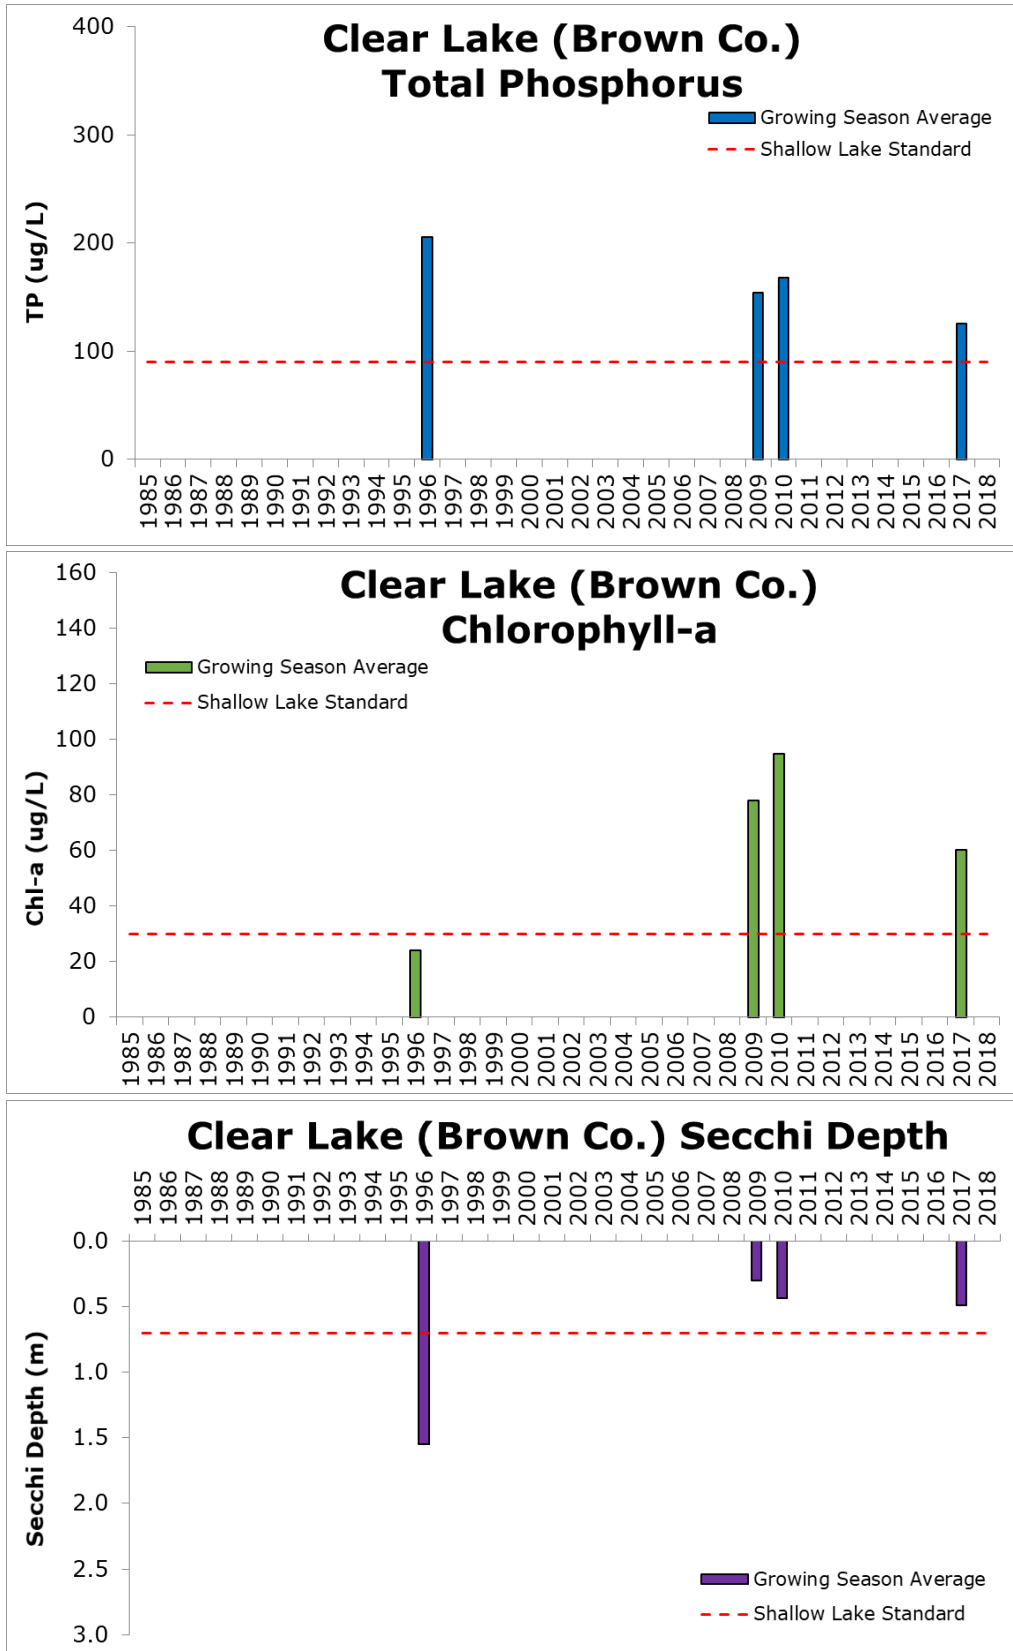 Clear Lake (Brown Co.)
Total Phosphorus
Growing Season Average
Shallow Lake Standard
TP (ug/L)
400
300
200
100
0
1985 1986 1987 1988 1989 1990 1991 1992 1993 1994 1995 1996 1997 1998 1999 2000 2001 2002 2003 2004 2005 2006 2007 2008 2009 2010 2011 2012 2013 2014 2015 2016 2017 2018
Clear Lake (Brown Co.)
Chlorophyll-a
Growing Season Average
Shallow Lake Standard
Chl-a (ug/L)
160
140
120
100
80
60
40
20
0
1985 1986 1987 1988 1989 1990 1991 1992 1993 1994 1995 1996 1997 1998 1999 2000 2001 2002 2003 2004 2005 2006 2007 2008 2009 2010 2011 2012 2013 2014 2015 2016 2017 2018
Clear Lake (Brown Co.) Secchi Depth
1985 1986 1987 1988 1989 1990 1991 1992 1993 1994 1995 1996 1997 1998 1999 2000 2001 2002 2003 2004 2005 2006 2007 2008 2009 2010 2011 2012 2013 2014 2015 2016 2017 2018
Secchi Depth (m)
0.0
0.5
1.0
1.5
2.0
2.5
3.0
Growing Season Average
Shallow Lake Standard